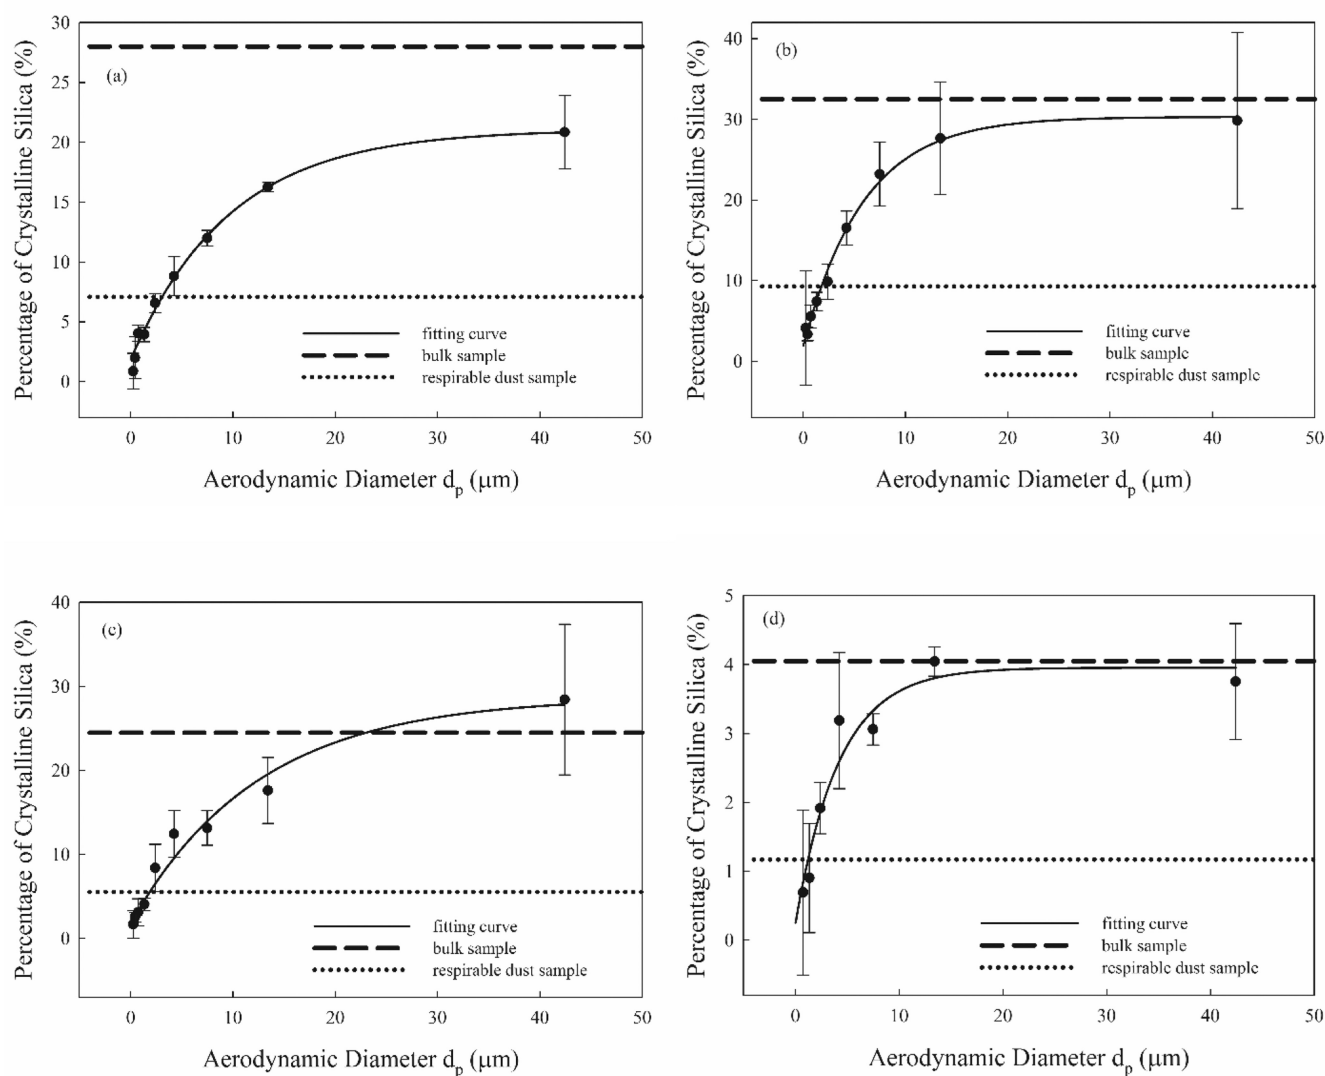 Percentage of Crystalline Silica (%)
30
25
20
15
10
5
0
(a)
fitting curve
bulk sample
respirable dust sample
0 10 20 30 40 50
Aerodynamic Diameter dp (μm)
Percentage of Crystalline Silica (%)
40
30
20
10
0
(b)
fitting curve
bulk sample
respirable dust sample
0 10 20 30 40 50
Aerodynamic Diameter dp (μm)
Percentage of Crystalline Silica (%)
40
30
20
10
0
(c)
fitting curve
bulk sample
respirable dust sample
0 10 20 30 40 50
Aerodynamic Diameter dp (μm)
Percentage of Crystalline Silica (%)
5
4
3
2
1
0
(d)
fitting curve
bulk sample
respirable dust sample
0 10 20 30 40 50
Aerodynamic Diameter dp (μm)